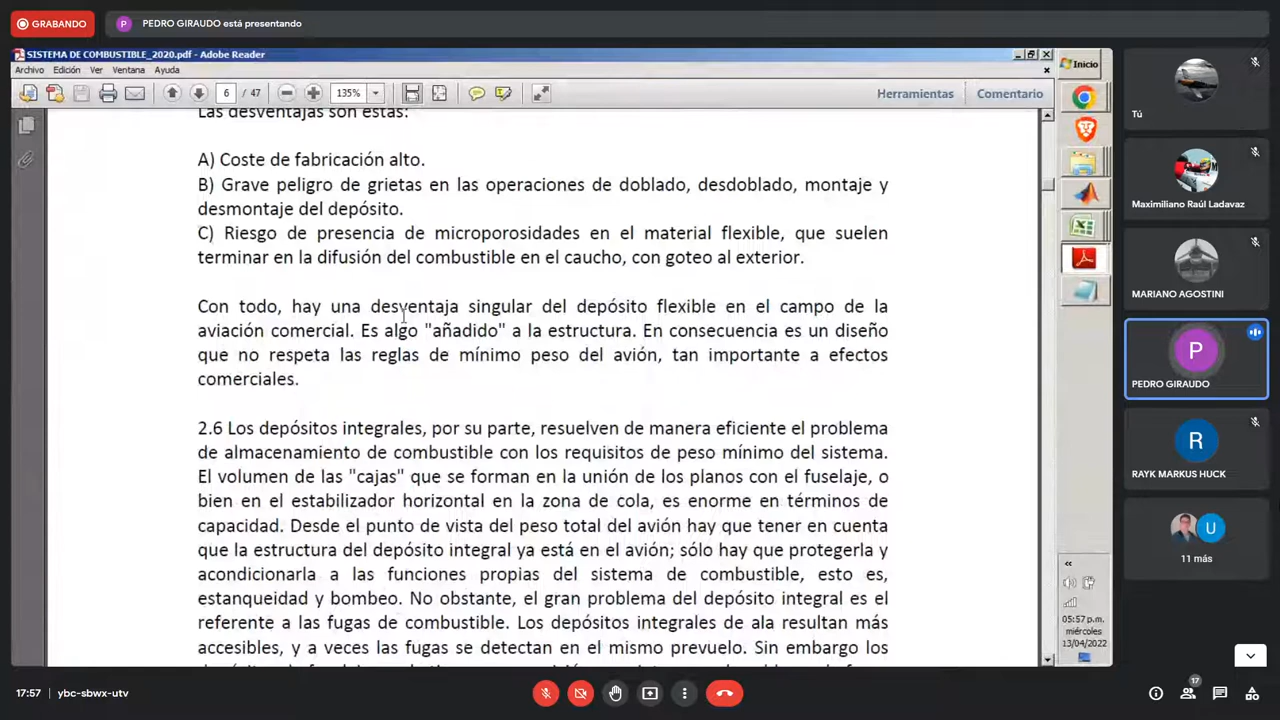 GRABANDO
P PEDRO GIRAUDO está presentando
SISTEMA DE COMBUSTIBLE_2020.pdf - Adobe Reader
Archivo Edición Ver Ventana Ayuda
6 / 47 135% Herramientas Comentario
Las desventajas son estas:
A) Coste de fabricación alto.
B) Grave peligro de grietas en las operaciones de doblado, desdoblado, montaje y
desmontaje del depósito.
C) Riesgo de presencia de microporosidades en el material flexible, que suelen
terminar en la difusión del combustible en el caucho, con goteo al exterior.
Con todo, hay una desventaja singular del depósito flexible en el campo de la
aviación comercial. Es algo "añadido" a la estructura. En consecuencia es un diseño
que no respeta las reglas de mínimo peso del avión, tan importante a efectos
comerciales.
2.6 Los depósitos integrales, por su parte, resuelven de manera eficiente el problema
de almacenamiento de combustible con los requisitos de peso mínimo del sistema.
El volumen de las "cajas" que se forman en la unión de los planos con el fuselaje, o
bien en el estabilizador horizontal en la zona de cola, es enorme en términos de
capacidad. Desde el punto de vista del peso total del avión hay que tener en cuenta
que la estructura del depósito integral ya está en el avión; sólo hay que protegerla y
acondicionarla a las funciones propias del sistema de combustible, esto es,
estanqueidad y bombeo. No obstante, el gran problema del depósito integral es el
referente a las fugas de combustible. Los depósitos integrales de ala resultan más
accesibles, y a veces las fugas se detectan en el mismo prevuelo. Sin embargo los
Inicio
«
05:57 p.m.
miércoles
13/04/2022
Tú
Maximiliano Raúl Ladavaz
MARIANO AGOSTINI
P
PEDRO GIRAUDO
R
RAYK MARKUS HUCK
U
11 más
17:57 ybc-sbwx-utv
17